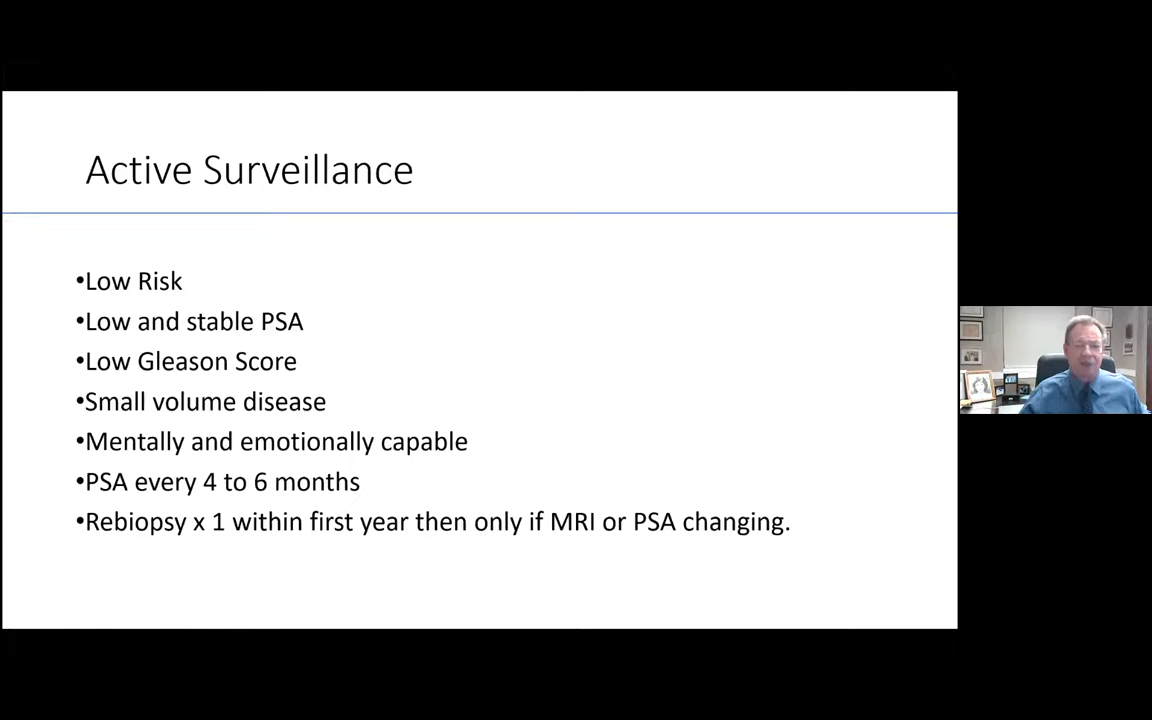 Active Surveillance
•Low Risk
•Low and stable PSA
•Low Gleason Score
•Small volume disease
•Mentally and emotionally capable
•PSA every 4 to 6 months
•Rebiopsy x 1 within first year then only if MRI or PSA changing.